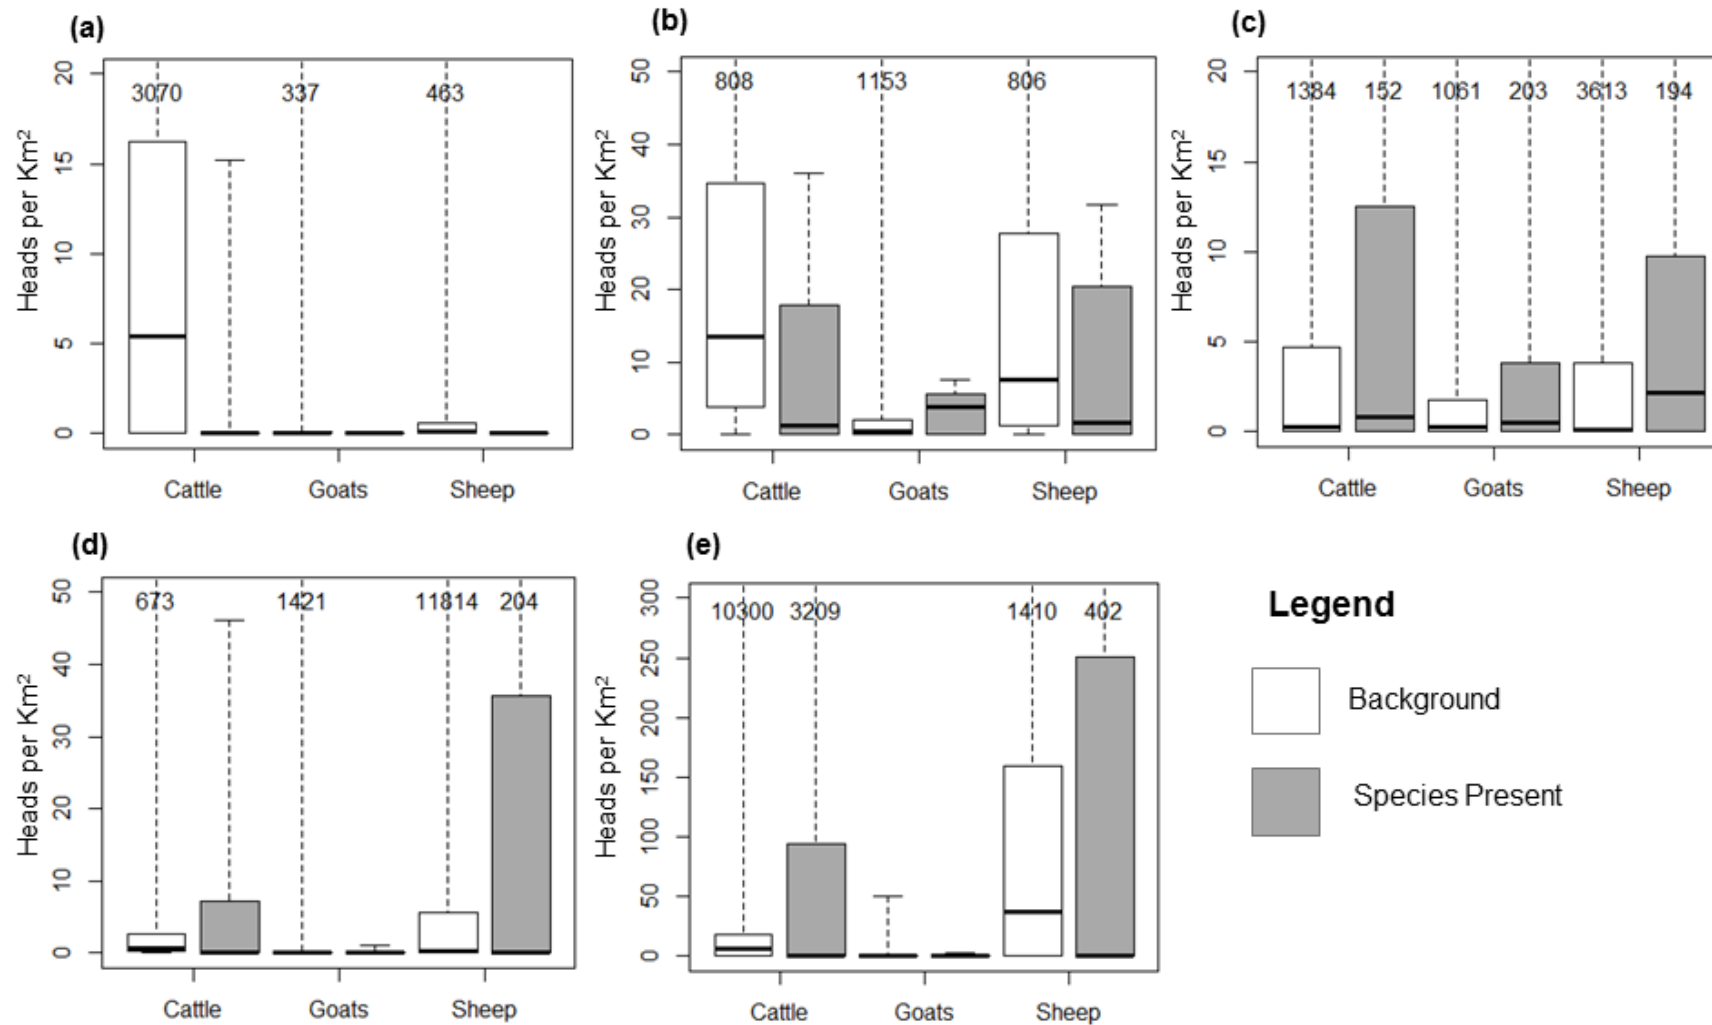 (a)
Heads per Km²
20
15
10
5
0
3070 337 463
Cattle Goats Sheep
(b)
Heads per Km²
50
40
30
20
10
0
808 1153 806
Cattle Goats Sheep
(c)
Heads per Km²
20
15
10
5
0
1384 152 1061 203 3613 194
Cattle Goats Sheep
(d)
Heads per Km²
50
40
30
20
10
0
673 1421 11814 204
Cattle Goats Sheep
(e)
Heads per Km²
300
250
200
150
100
50
0
10300 3209 1410 402
Cattle Goats Sheep
Legend
Background
Species Present